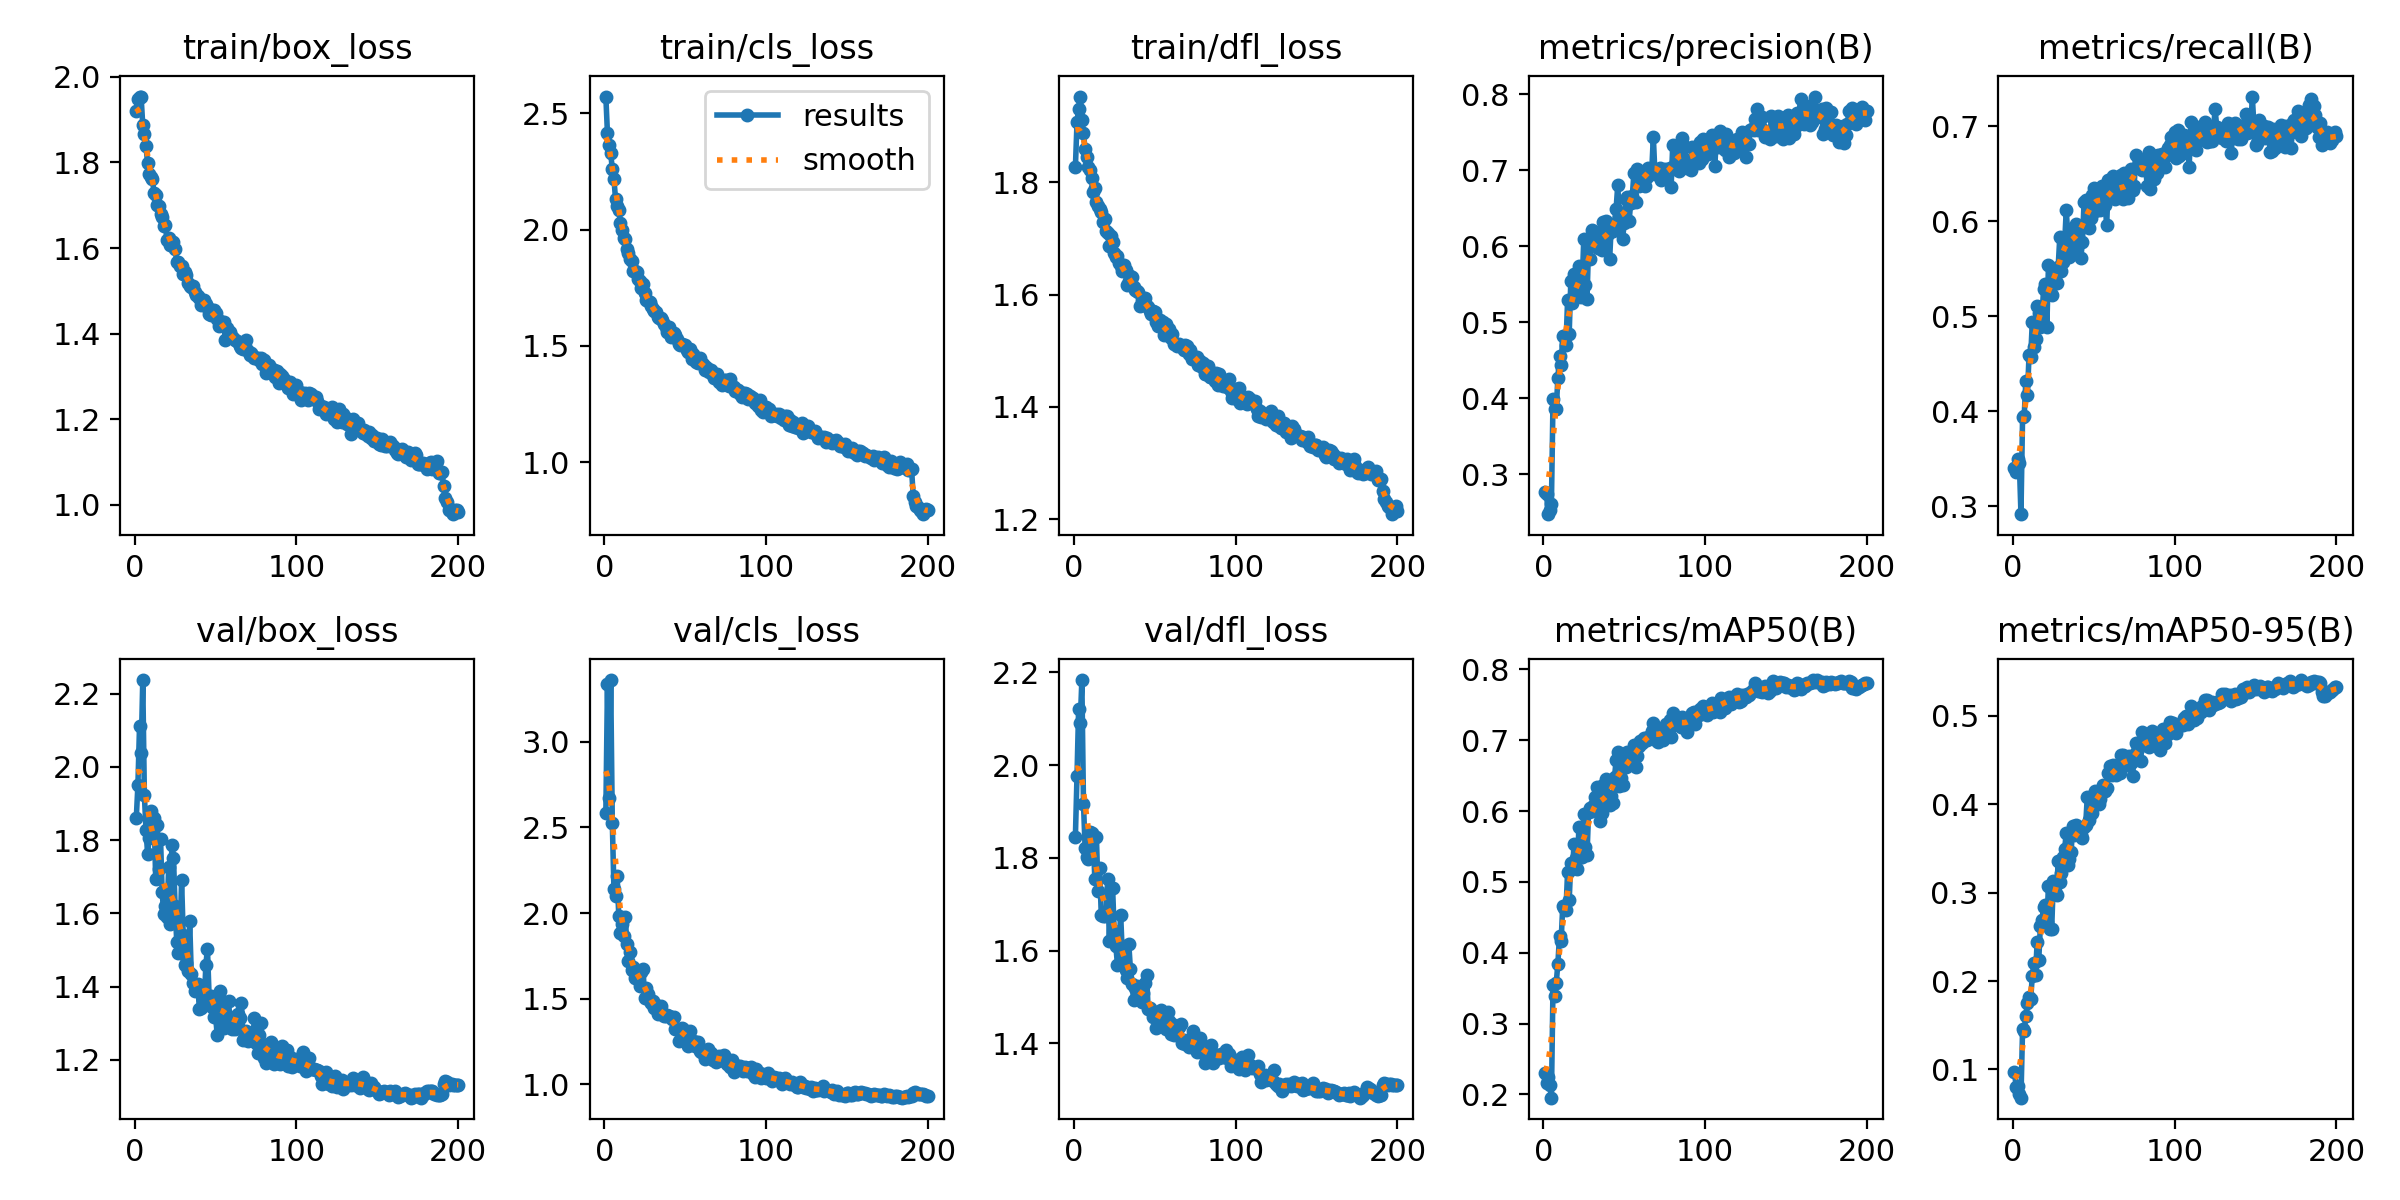 train/box_loss
2.0
1.8
1.6
1.4
1.2
1.0
0 100 200
train/cls_loss
results
smooth
2.5
2.0
1.5
1.0
0 100 200
train/dfl_loss
1.8
1.6
1.4
1.2
0 100 200
metrics/precision(B)
0.8
0.7
0.6
0.5
0.4
0.3
0 100 200
metrics/recall(B)
0.7
0.6
0.5
0.4
0.3
0 100 200
val/box_loss
2.2
2.0
1.8
1.6
1.4
1.2
0 100 200
val/cls_loss
3.0
2.5
2.0
1.5
1.0
0 100 200
val/dfl_loss
2.2
2.0
1.8
1.6
1.4
0 100 200
metrics/mAP50(B)
0.8
0.7
0.6
0.5
0.4
0.3
0.2
0 100 200
metrics/mAP50-95(B)
0.5
0.4
0.3
0.2
0.1
0 100 200